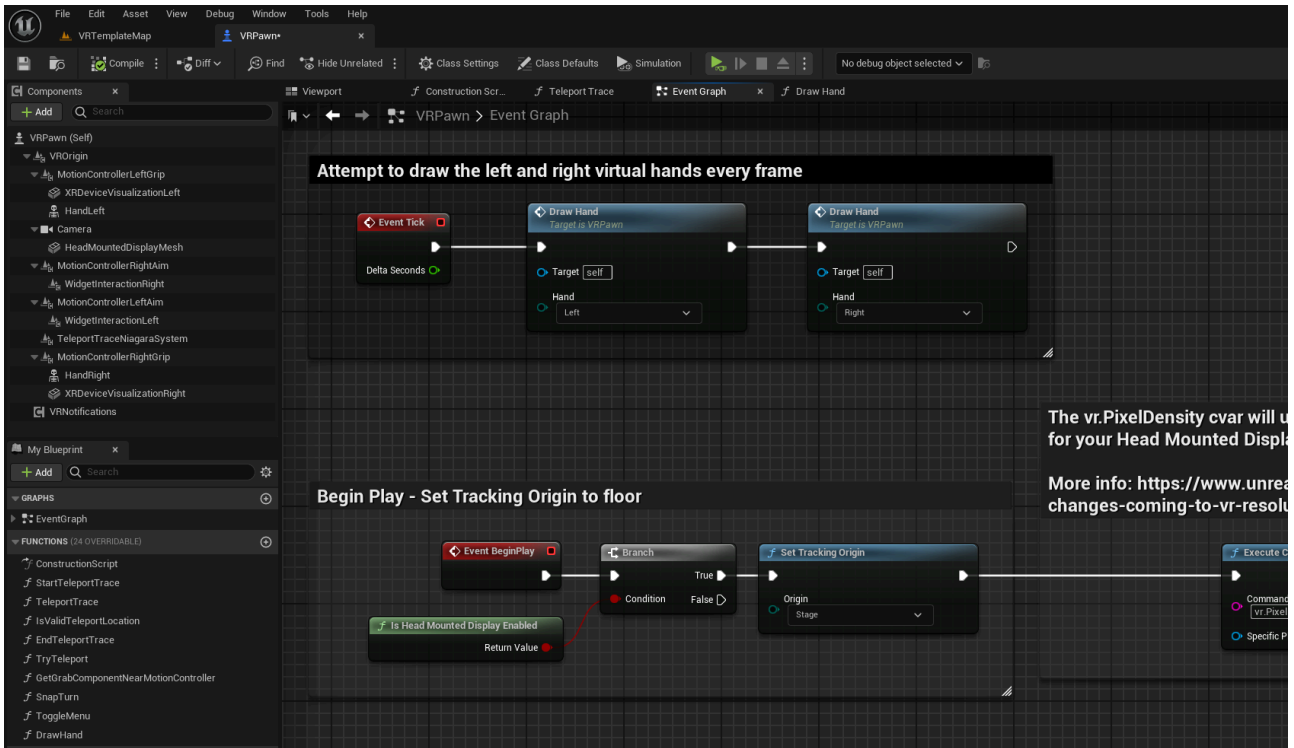 File Edit Asset View Debug Window Tools Help
VRTemplateMap VRPawn•
Compile Diff Find Hide Unrelated Class Settings Class Defaults Simulation No debug object selected
Components Viewport Construction Scr... Teleport Trace Event Graph Draw Hand
Add Search
VRPawn > Event Graph
VRPawn (Self)
VROrigin
MotionControllerLeftGrip
XRDeviceVisualizationLeft
HandLeft
Camera
HeadMountedDisplayMesh
MotionControllerRightAim
WidgetInteractionRight
MotionControllerLeftAim
WidgetInteractionLeft
TeleportTraceNiagaraSystem
MotionControllerRightGrip
HandRight
XRDeviceVisualizationRight
VRNotifications
My Blueprint
Add Search
GRAPHS
EventGraph
FUNCTIONS (24 OVERRIDABLE)
ConstructionScript
StartTeleportTrace
TeleportTrace
IsValidTeleportLocation
EndTeleportTrace
TryTeleport
GetGrabComponentNearMotionController
SnapTurn
ToggleMenu
DrawHand
Attempt to draw the left and right virtual hands every frame
Event Tick
Delta Seconds
Draw Hand
Target is VRPawn
Target self
Hand
Left
Draw Hand
Target is VRPawn
Target self
Hand
Right
Begin Play - Set Tracking Origin to floor
Event BeginPlay
Is Head Mounted Display Enabled
Return Value
Branch
True
Condition False
Set Tracking Origin
Origin
Stage
The vr.PixelDensity cvar will u
for your Head Mounted Displ
More info: https://www.unrea
changes-coming-to-vr-resolu
Execute C
Command
vr.Pixel
Specific P